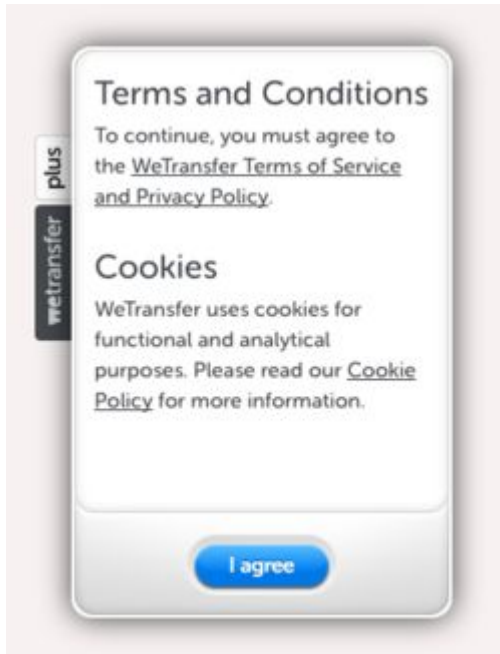 Terms and Conditions
To continue, you must agree to
the WeTransfer Terms of Service
and Privacy Policy.
Cookies
WeTransfer uses cookies for
functional and analytical
purposes. Please read our Cookie
Policy for more information.
I agree
plus
wetransfer